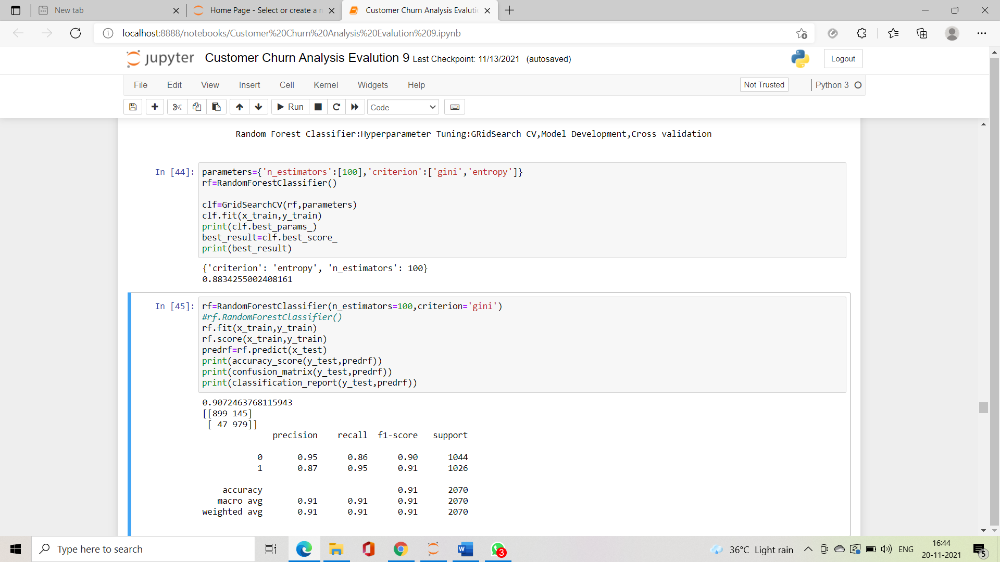 New tab
Home Page - Select or create a n
Customer Churn Analysis Evalutio
localhost:8888/notebooks/Customer%20Churn%20Analysis%20Evalution%209.ipynb
jupyter Customer Churn Analysis Evalution 9 Last Checkpoint: 11/13/2021 (autosaved)
Logout
File Edit View Insert Cell Kernel Widgets Help
Not Trusted
Python 3
Run
Code
Random Forest Classifier:Hyperparameter Tuning:GRidSearch CV,Model Development,Cross validation
In [44]: parameters={'n_estimators':[100],'criterion':['gini','entropy']}
rf=RandomForestClassifier()
clf=GridSearchCV(rf,parameters)
clf.fit(x_train,y_train)
print(clf.best_params_)
best_result=clf.best_score_
print(best_result)
{'criterion': 'entropy', 'n_estimators': 100}
0.8834255002408161
In [45]: rf=RandomForestClassifier(n_estimators=100,criterion='gini')
#rf.RandomForestClassifier()
rf.fit(x_train,y_train)
rf.score(x_train,y_train)
predrf=rf.predict(x_test)
print(accuracy_score(y_test,predrf))
print(confusion_matrix(y_test,predrf))
print(classification_report(y_test,predrf))
0.9072463768115943
[[899 145]
[ 47 979]]
precision recall f1-score support
0 0.95 0.86 0.90 1044
1 0.87 0.95 0.91 1026
accuracy 0.91 2070
macro avg 0.91 0.91 0.91 2070
weighted avg 0.91 0.91 0.91 2070
Type here to search
W
3
36°C Light rain
ENG
16:44
20-11-2021
5